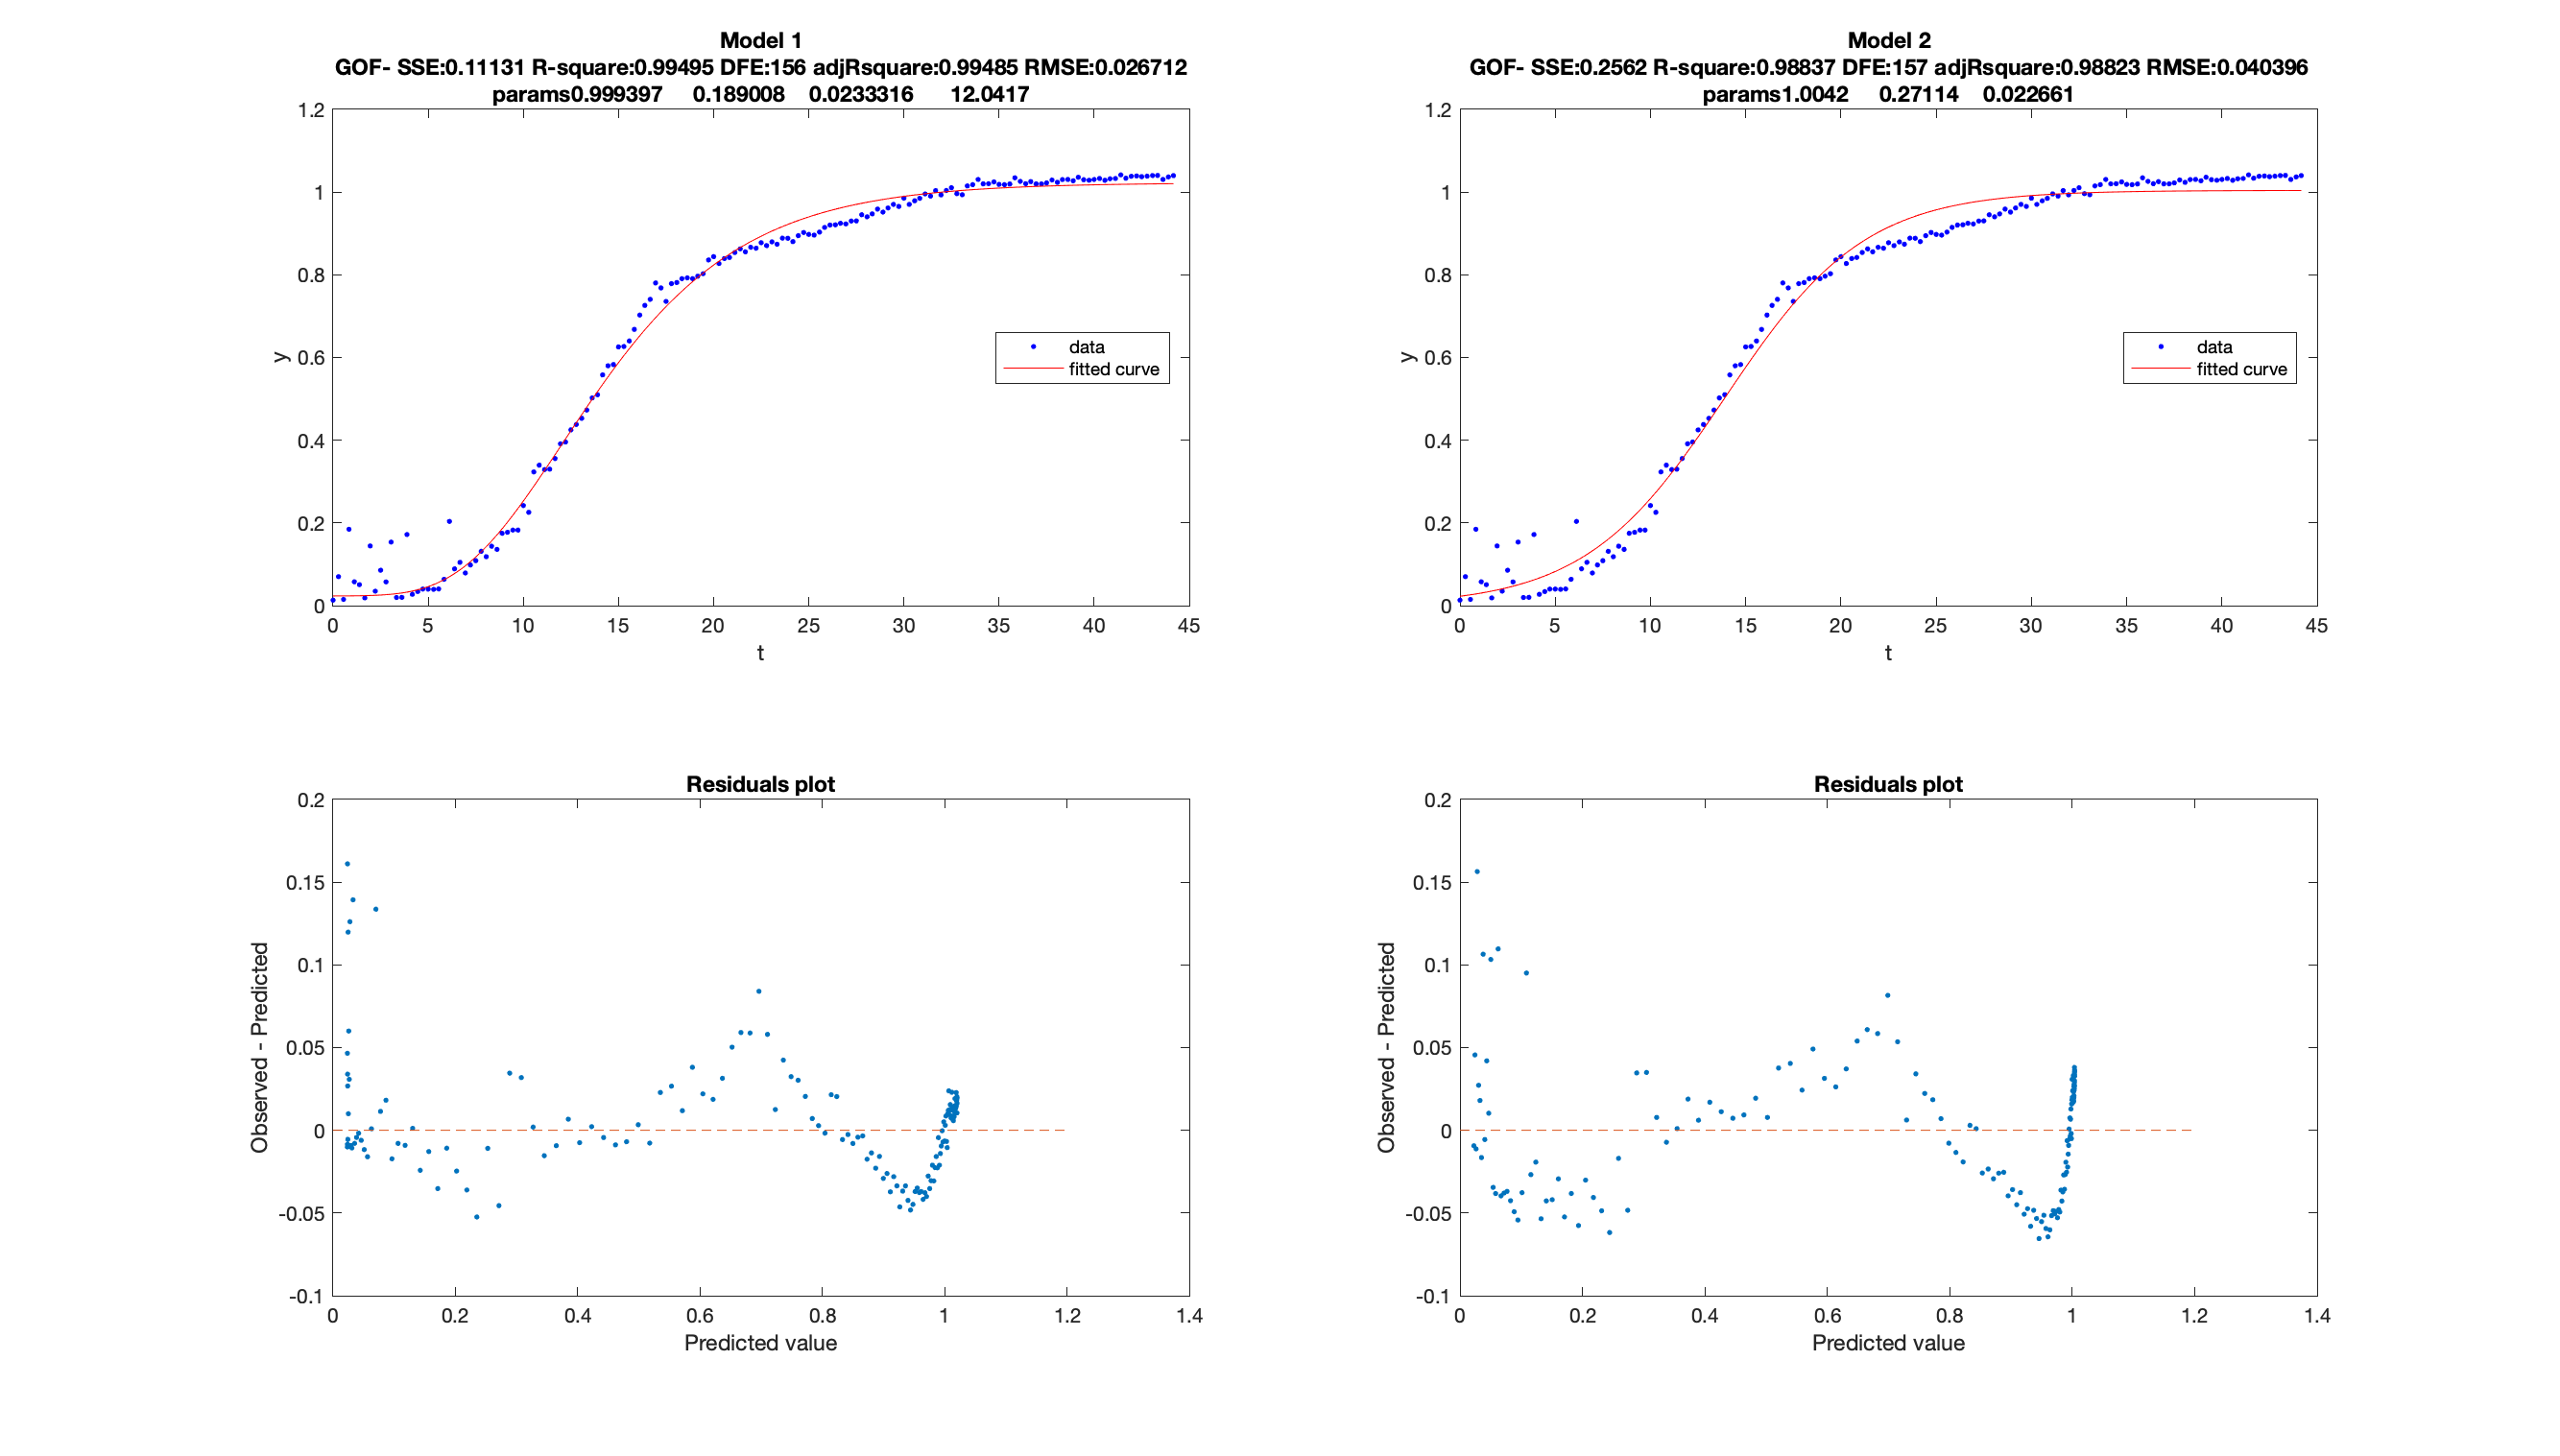 Model 1
GOF- SSE:0.11131 R-square:0.99495 DFE:156 adjRsquare:0.99485 RMSE:0.026712
params0.999397 0.189008 0.0233316 12.0417
1.2
1
0.8
0.6
0.4
0.2
0
y
data
fitted curve
0 5 10 15 20 25 30 35 40 45
t
Model 2
GOF- SSE:0.2562 R-square:0.98837 DFE:157 adjRsquare:0.98823 RMSE:0.040396
params1.0042 0.27114 0.022661
1.2
1
0.8
0.6
0.4
0.2
0
y
data
fitted curve
0 5 10 15 20 25 30 35 40 45
t
Residuals plot
0.2
0.15
0.1
0.05
0
-0.05
-0.1
Observed - Predicted
0 0.2 0.4 0.6 0.8 1 1.2 1.4
Predicted value
Residuals plot
0.2
0.15
0.1
0.05
0
-0.05
-0.1
Observed - Predicted
0 0.2 0.4 0.6 0.8 1 1.2 1.4
Predicted value